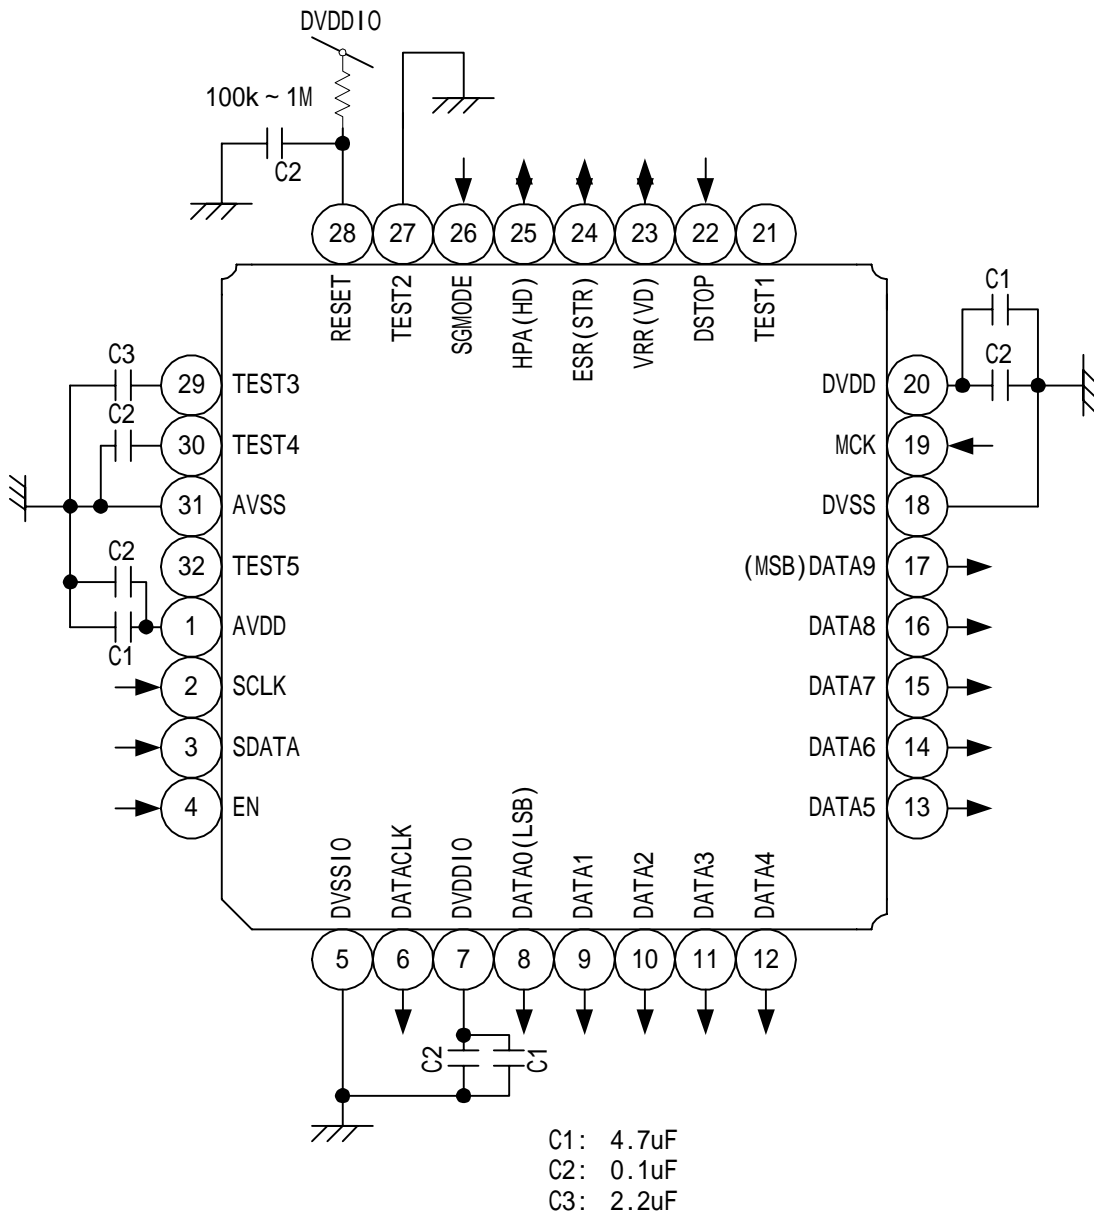 DVDDIO
100k ~ 1M
C2
28
27
26
25
24
23
22
21
RESET
TEST2
SGMODE
HPA(HD)
ESR(STR)
VRR(VD)
DSTOP
TEST1
C1
C2
C3
29 TEST3
DVDD 20
C2
30 TEST4
MCK 19
31 AVSS
DVSS 18
C2
32 TEST5
(MSB)DATA9 17
1 AVDD
DATA8 16
C1
2 SCLK
DATA7 15
3 SDATA
DATA6 14
4 EN
DATA5 13
DVSSIO
DATACLK
DVDDIO
DATA0(LSB)
DATA1
DATA2
DATA3
DATA4
5
6
7
8
9
10
11
12
C2
C1
C1: 4.7uF
C2: 0.1uF
C3: 2.2uF